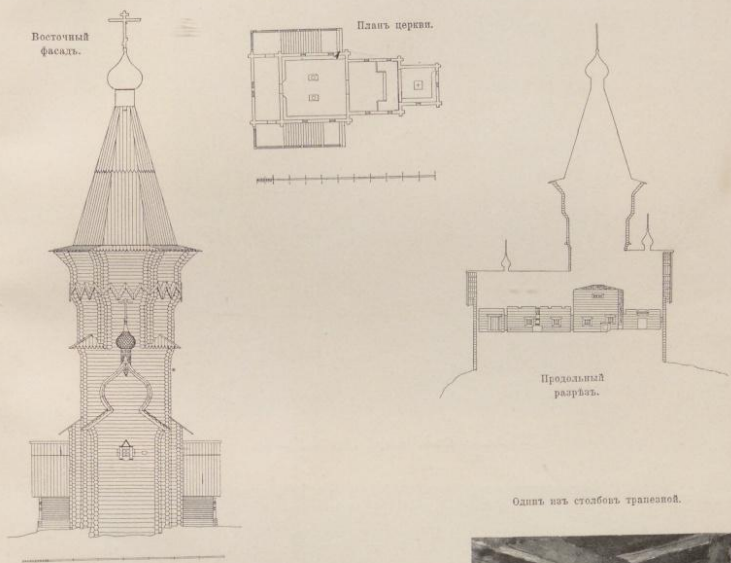 Восточный
фасадъ.
Планъ церкви.
Продольный
разрѣзъ.
Одинъ изъ столбовъ трапезной.